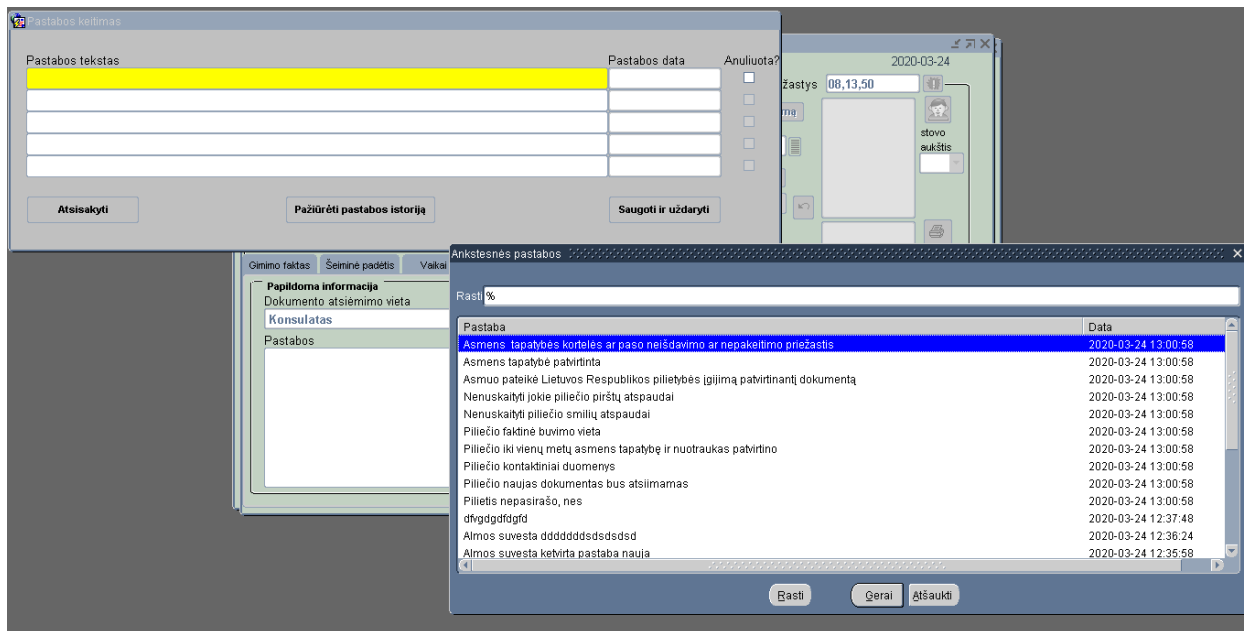 Pastabos keitimas
Pastabos tekstas Pastabos data Anuliuota?
Atsisakyti Pažiūrėti pastabos istoriją Saugoti ir uždaryti
2020-03-24
žastys 08,13,50
stovo
aukštis
Gimimo faktas Šeiminė padėtis Vaikai
Papildoma informacija
Dokumento atsiėmimo vieta
Konsulatas
Pastabos
Ankstesnės pastabos
Rasti %
Pastaba Data
Asmens tapatybės kortelės ar paso neišdavimo ar nepakeitimo priežastis 2020-03-24 13:00:58
Asmens tapatybė patvirtinta 2020-03-24 13:00:58
Asmuo pateikė Lietuvos Respublikos pilietybės įgijimą patvirtinantį dokumentą 2020-03-24 13:00:58
Nenuskaityti jokie piliečio pirštų atspaudai 2020-03-24 13:00:58
Nenuskaityti piliečio smilių atspaudai 2020-03-24 13:00:58
Piliečio faktinė buvimo vieta 2020-03-24 13:00:58
Piliečio iki vienų metų asmens tapatybę ir nuotraukas patvirtino 2020-03-24 13:00:58
Piliečio kontaktiniai duomenys 2020-03-24 13:00:58
Piliečio naujas dokumentas bus atsiimamas 2020-03-24 13:00:58
Pilietis nepasirašo, nes 2020-03-24 13:00:58
dfvgdgdfdgfd 2020-03-24 12:37:48
Almos suvesta dddddddsdsdsdsd 2020-03-24 12:36:24
Almos suvesta ketvirta pastaba nauja 2020-03-24 12:35:58
Rasti Gerai Atšaukti